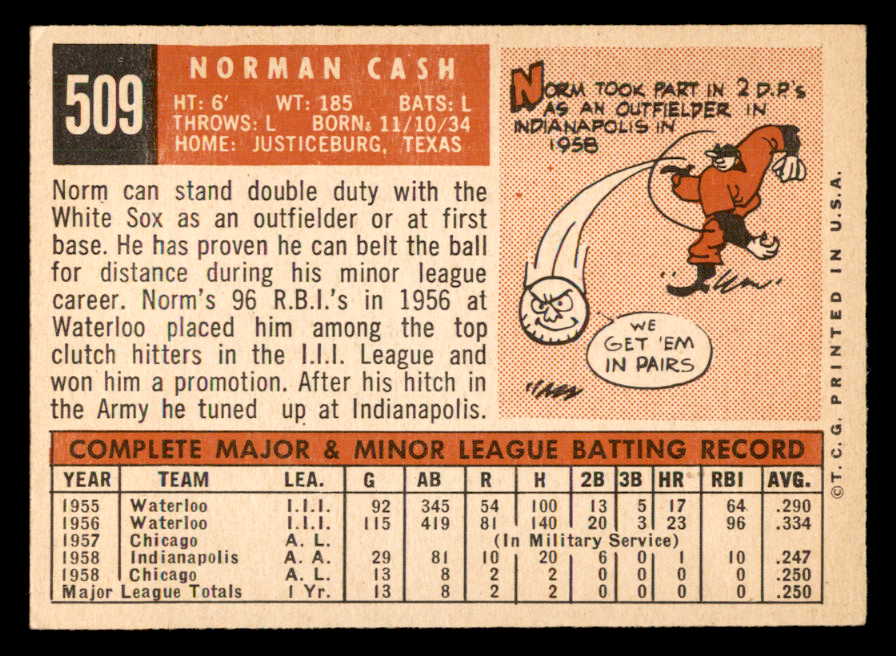 509
NORMAN CASH
HT: 6' WT: 185 BATS: L
THROWS: L BORN: 11/10/34
HOME: JUSTICEBURG, TEXAS
Norm can stand double duty with the
White Sox as an outfielder or at first
base. He has proven he can belt the ball
for distance during his minor league
career. Norm's 96 R.B.I.'s in 1956 at
Waterloo placed him among the top
clutch hitters in the I.I.I. League and
won him a promotion. After his hitch in
the Army he tuned up at Indianapolis.
NORM TOOK PART IN 2 D.P.'s
AS AN OUTFIELDER IN
INDIANAPOLIS IN
1958
WE
GET 'EM
IN PAIRS
©T. C. G. PRINTED IN U.S.A.
COMPLETE MAJOR & MINOR LEAGUE BATTING RECORD
YEAR TEAM LEA. G AB R H 2B 3B HR RBI AVG.
1955 Waterloo I.I.I. 92 345 54 100 13 5 17 64 .290
1956 Waterloo I.I.I. 115 419 81 140 20 3 23 96 .334
1957 Chicago A. L. (In Military Service)
1958 Indianapolis A. A. 29 81 10 20 6 0 1 10 .247
1958 Chicago A. L. 13 8 2 2 0 0 0 0 .250
Major League Totals 1 Yr. 13 8 2 2 0 0 0 0 .250